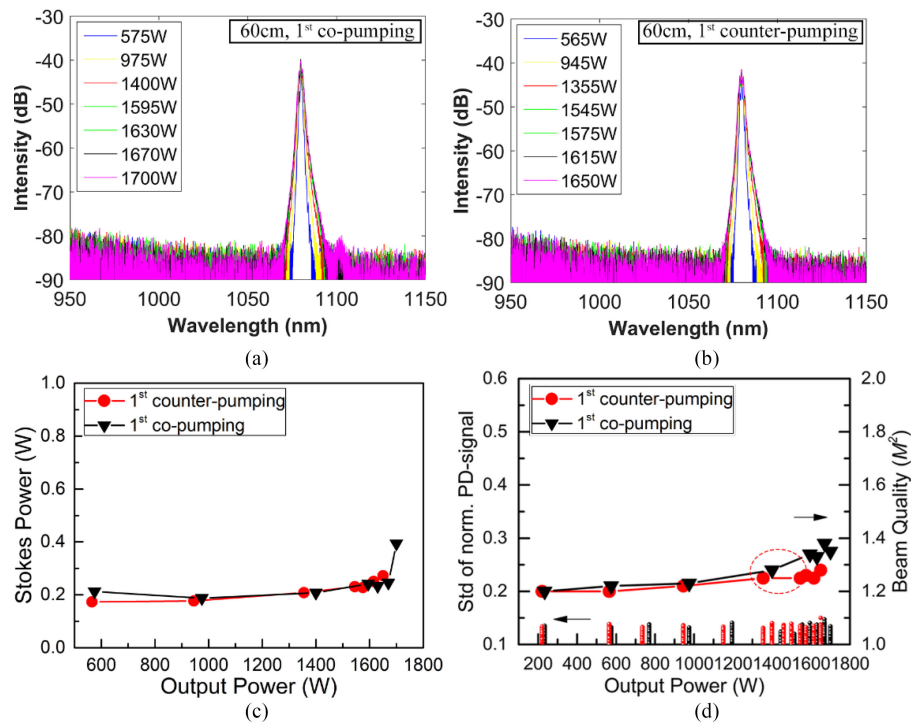 60cm, 1st co-pumping
575W
975W
1400W
1595W
1630W
1670W
1700W
Intensity (dB)
-30
-40
-50
-60
-70
-80
-90
950 1000 1050 1100 1150
Wavelength (nm)
(a)
60cm, 1st counter-pumping
565W
945W
1355W
1545W
1575W
1615W
1650W
Intensity (dB)
-30
-40
-50
-60
-70
-80
-90
950 1000 1050 1100 1150
Wavelength (nm)
(b)
1st counter-pumping
1st co-pumping
Stokes Power (W)
1.0
0.8
0.6
0.4
0.2
0.0
600 800 1000 1200 1400 1600 1800
Output Power (W)
(c)
1st counter-pumping
1st co-pumping
Std of norm. PD-signal
0.6
0.5
0.4
0.3
0.2
0.1
Beam Quality (M2)
2.0
1.8
1.6
1.4
1.2
1.0
200 400 600 800 1000 1200 1400 1600 1800
Output Power (W)
(d)